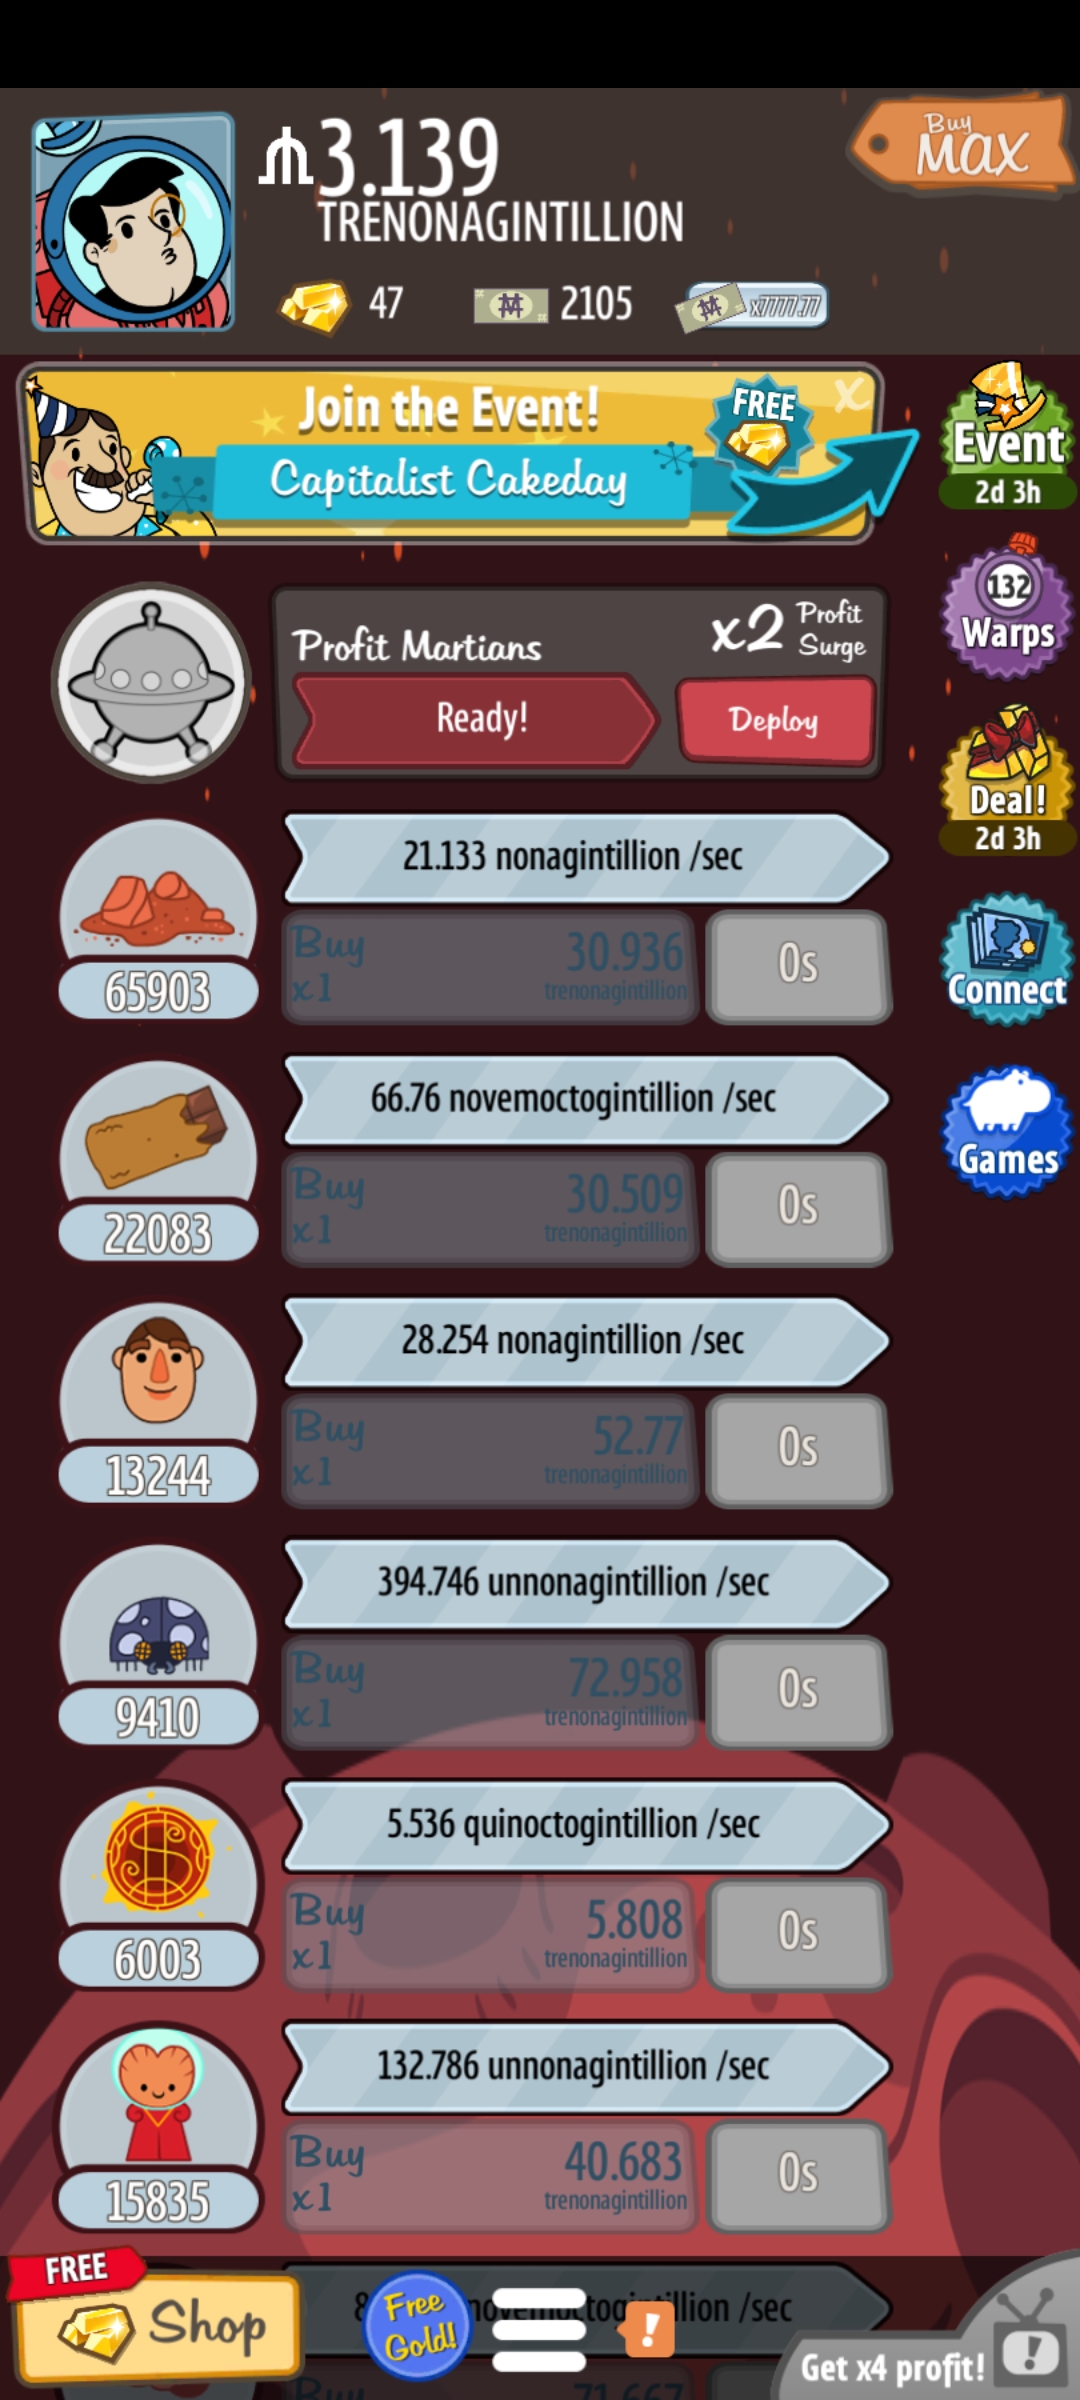 3.139
TRENONAGINTILLION
Buy
MAX
47
2105
x7777.77
Join the Event!
FREE
Capitalist Cakeday
Event
2d 3h
132
Warps
Deal!
2d 3h
Connect
Games
Profit Martians
x2 Profit Surge
Ready!
Deploy
21.133 nonagintillion /sec
65903
Buy x1
30.936
trenonagintillion
0s
66.76 novemoctogintillion /sec
22083
Buy x1
30.509
trenonagintillion
0s
28.254 nonagintillion /sec
13244
Buy x1
52.77
trenonagintillion
0s
394.746 unnonagintillion /sec
9410
Buy x1
72.958
trenonagintillion
0s
5.536 quinoctogintillion /sec
6003
Buy x1
5.808
trenonagintillion
0s
132.786 unnonagintillion /sec
15835
Buy x1
40.683
trenonagintillion
0s
FREE
Shop
Free
Gold!
!
Get x4 profit!
!
Buy
71.667